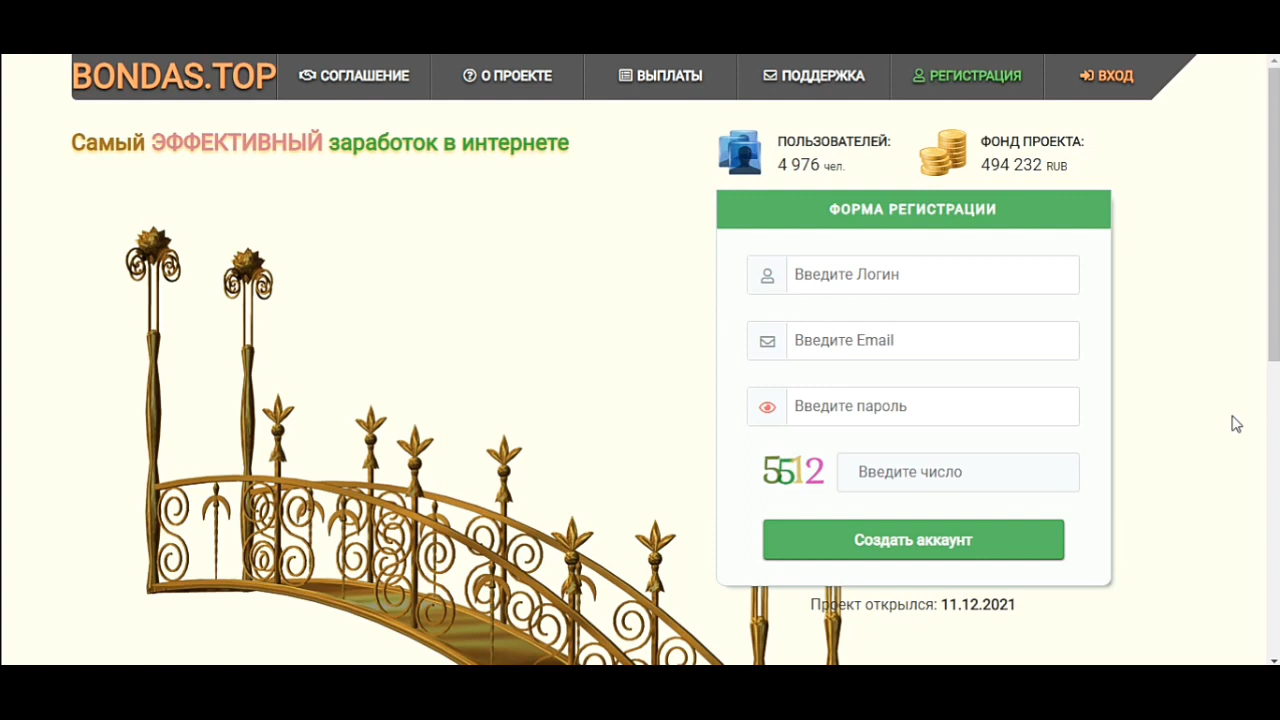 BONDAS.TOP
СОГЛАШЕНИЕ
О ПРОЕКТЕ
ВЫПЛАТЫ
ПОДДЕРЖКА
РЕГИСТРАЦИЯ
ВХОД
Самый ЭФФЕКТИВНЫЙ заработок в интернете
ПОЛЬЗОВАТЕЛЕЙ:
4 976 чел.
ФОНД ПРОЕКТА:
494 232 RUB
ФОРМА РЕГИСТРАЦИИ
Введите Логин
Введите Email
Введите пароль
5512
Введите число
Создать аккаунт
Проект открылся: 11.12.2021